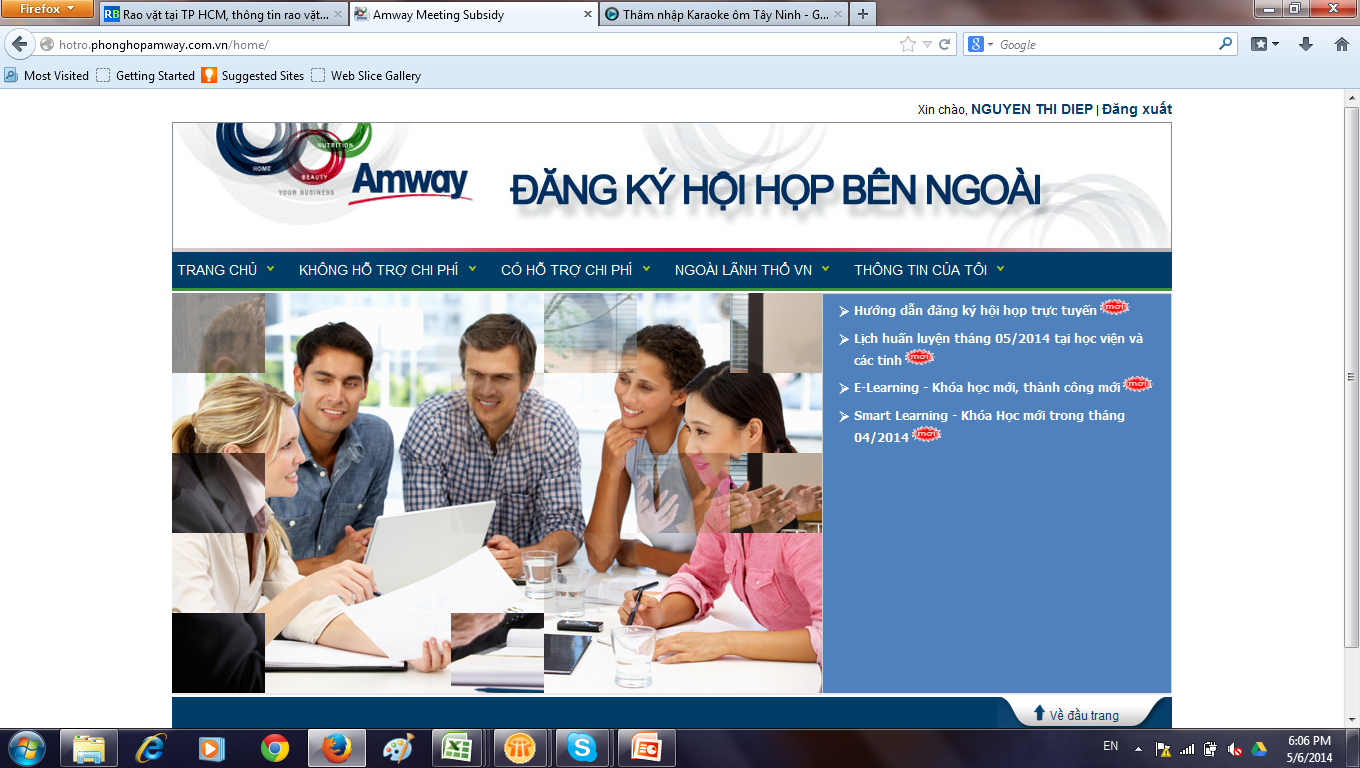 Firefox
RB Rao vặt tại TP HCM, thông tin rao vặt...
Amway Meeting Subsidy
Thâm nhập Karaoke ôm Tây Ninh - G...
hotro.phonghopamway.com.vn/home/
Google
Most Visited
Getting Started
Suggested Sites
Web Slice Gallery
Xin chào, NGUYEN THI DIEP | Đăng xuất
NUTRITION
HOME
BEAUTY
YOUR BUSINESS
Amway
ĐĂNG KÝ HỘI HỌP BÊN NGOÀI
TRANG CHỦ
KHÔNG HỖ TRỢ CHI PHÍ
CÓ HỖ TRỢ CHI PHÍ
NGOÀI LÃNH THỔ VN
THÔNG TIN CỦA TÔI
Hướng dẫn đăng ký hội họp trực tuyến mới
Lịch huấn luyện tháng 05/2014 tại học viện và
các tỉnh mới
E-Learning - Khóa học mới, thành công mới mới
Smart Learning - Khóa Học mới trong tháng
04/2014 mới
Về đầu trang
EN
6:06 PM
5/6/2014